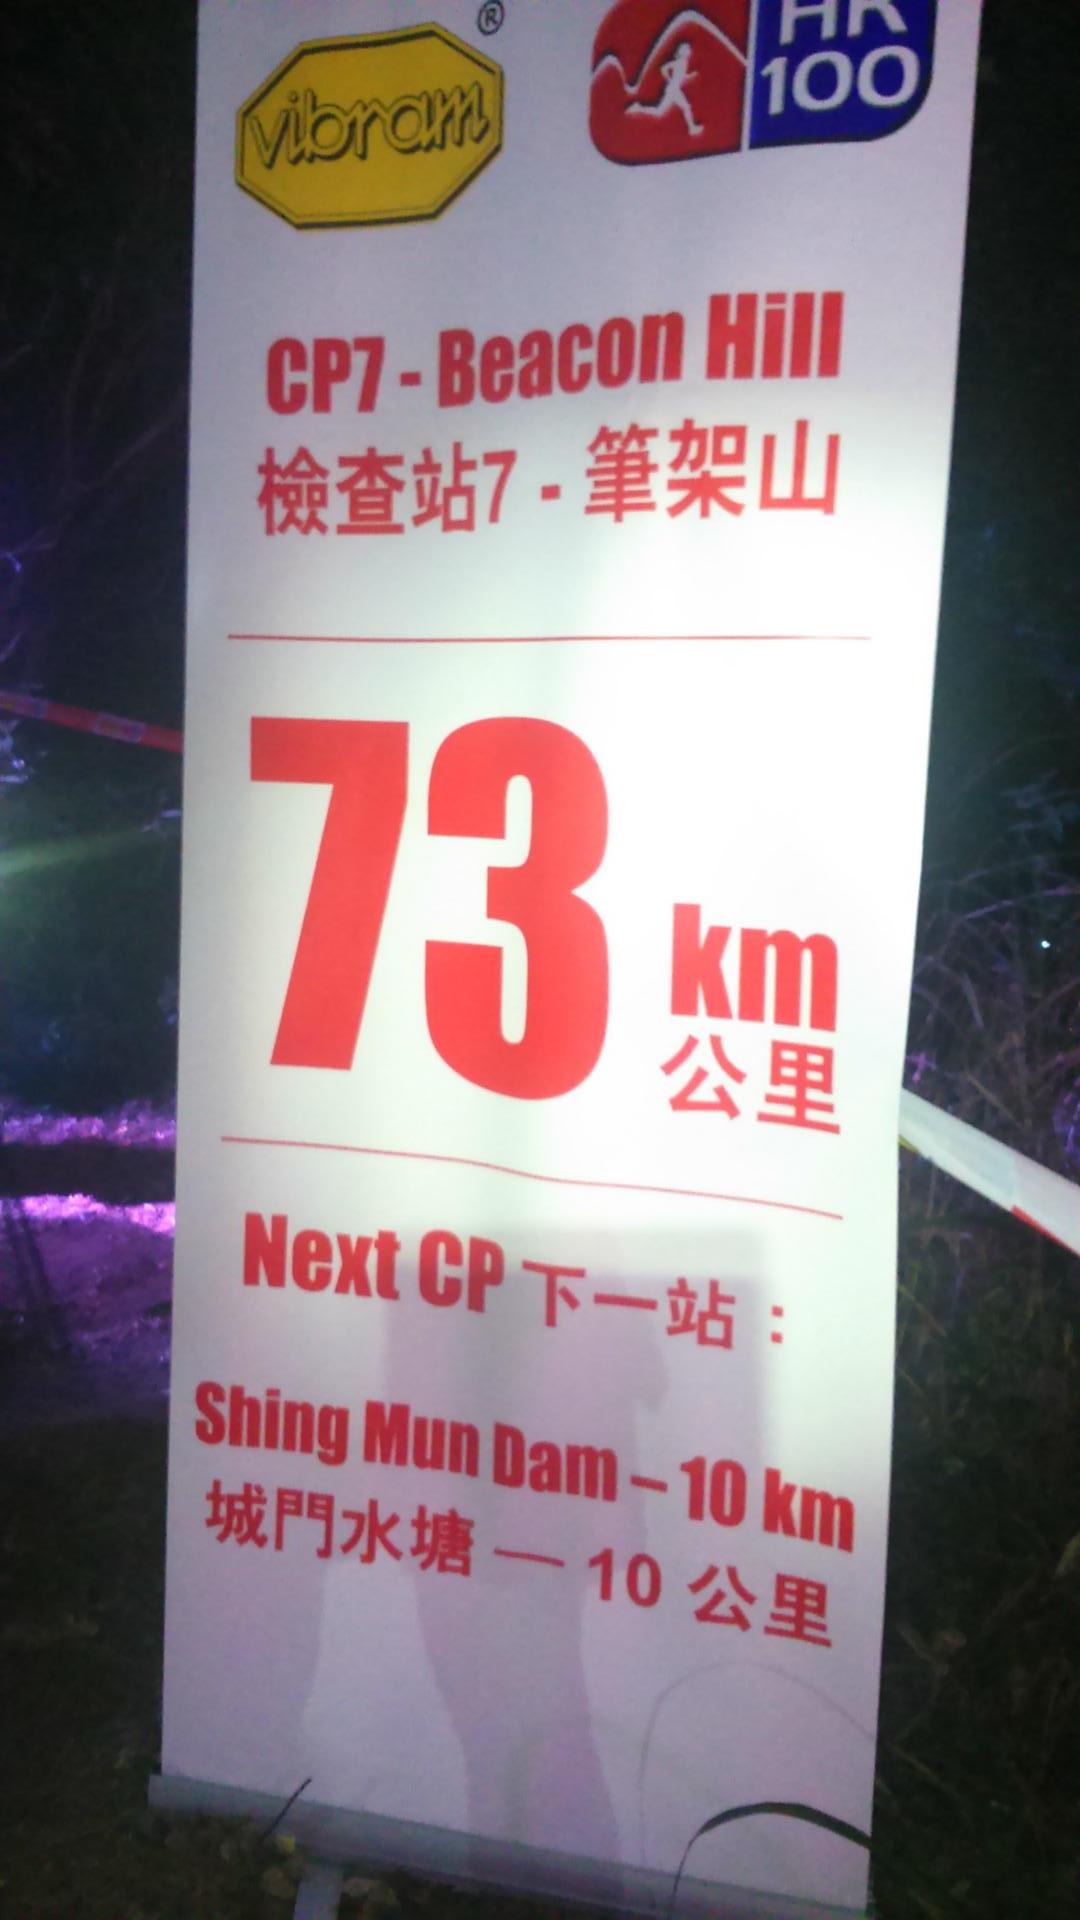 vibram®
HK
100
CP7 - Beacon Hill
檢查站7 - 筆架山
73 km
公里
Next CP 下一站：
Shing Mun Dam – 10 km
城門水塘 — 10 公里